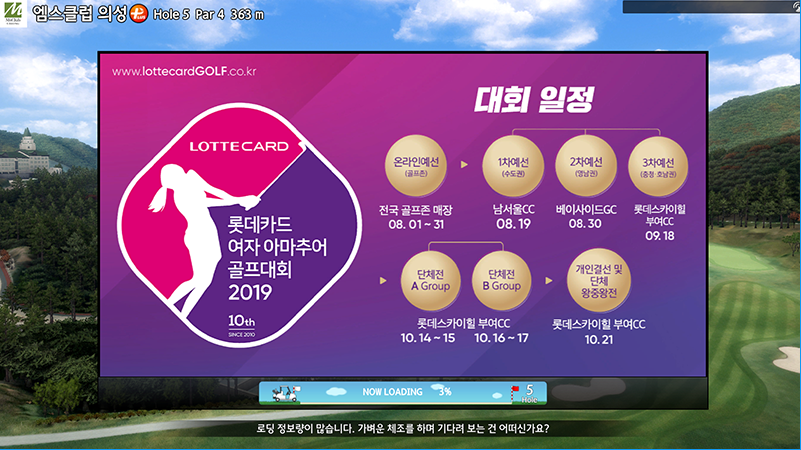 엠스클럽 의성 Hole 5 Par 4 363 m
www.lottecardGOLF.co.kr
LOTTE CARD
롯데카드
여자 아마추어
골프대회
2019
10th
SINCE 2010
대회 일정
온라인예선
(골프존)
전국 골프존 매장
08. 01 ~ 31
1차예선
(수도권)
남서울CC
08. 19
2차예선
(영남권)
베이사이드GC
08. 30
3차예선
(충청·호남권)
롯데스카이힐
부여CC
09. 18
단체전
A Group
단체전
B Group
롯데스카이힐 부여CC
10. 14 ~ 15
10. 16 ~ 17
개인결선 및
단체
왕중왕전
롯데스카이힐 부여CC
10. 21
NOW LOADING 3%
5
Hole
로딩 정보량이 많습니다. 가벼운 체조를 하며 기다려 보는 건 어떠신가요?